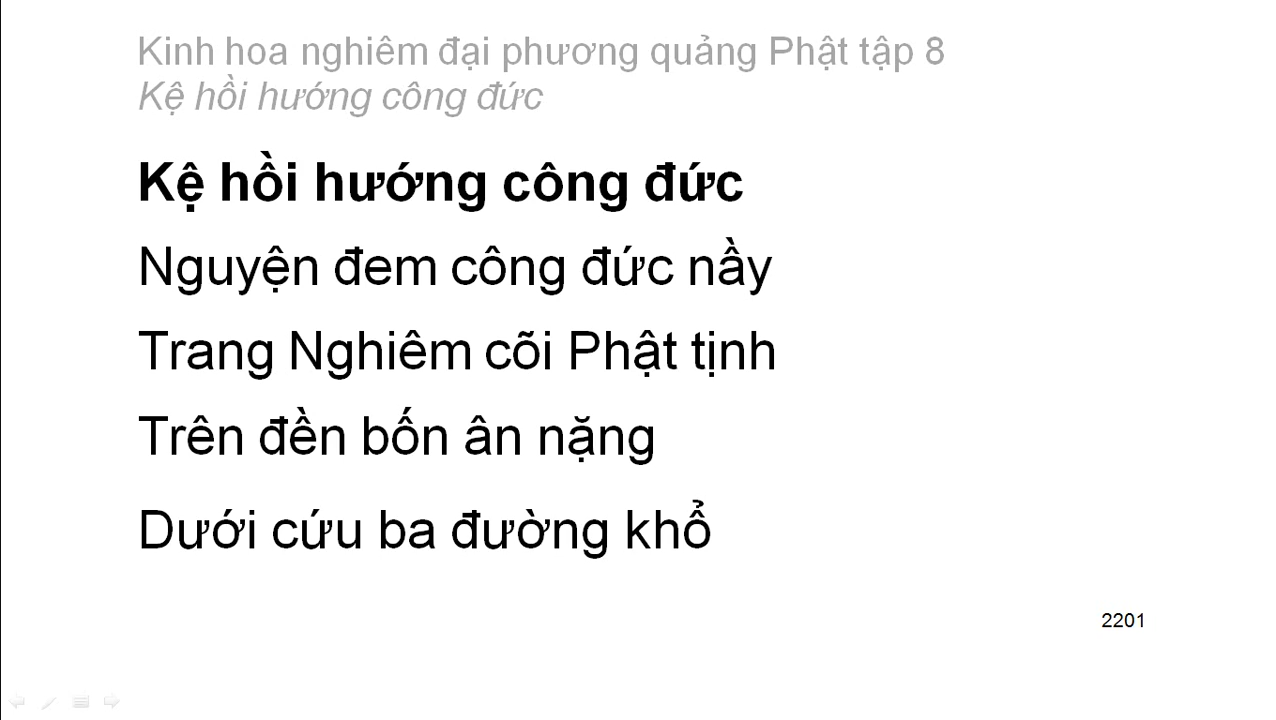 Kinh hoa nghiêm đại phương quảng Phật tập 8
Kệ hồi hướng công đức
Kệ hồi hướng công đức
Nguyện đem công đức nầy
Trang Nghiêm cõi Phật tịnh
Trên đền bốn ân nặng
Dưới cứu ba đường khổ
2201